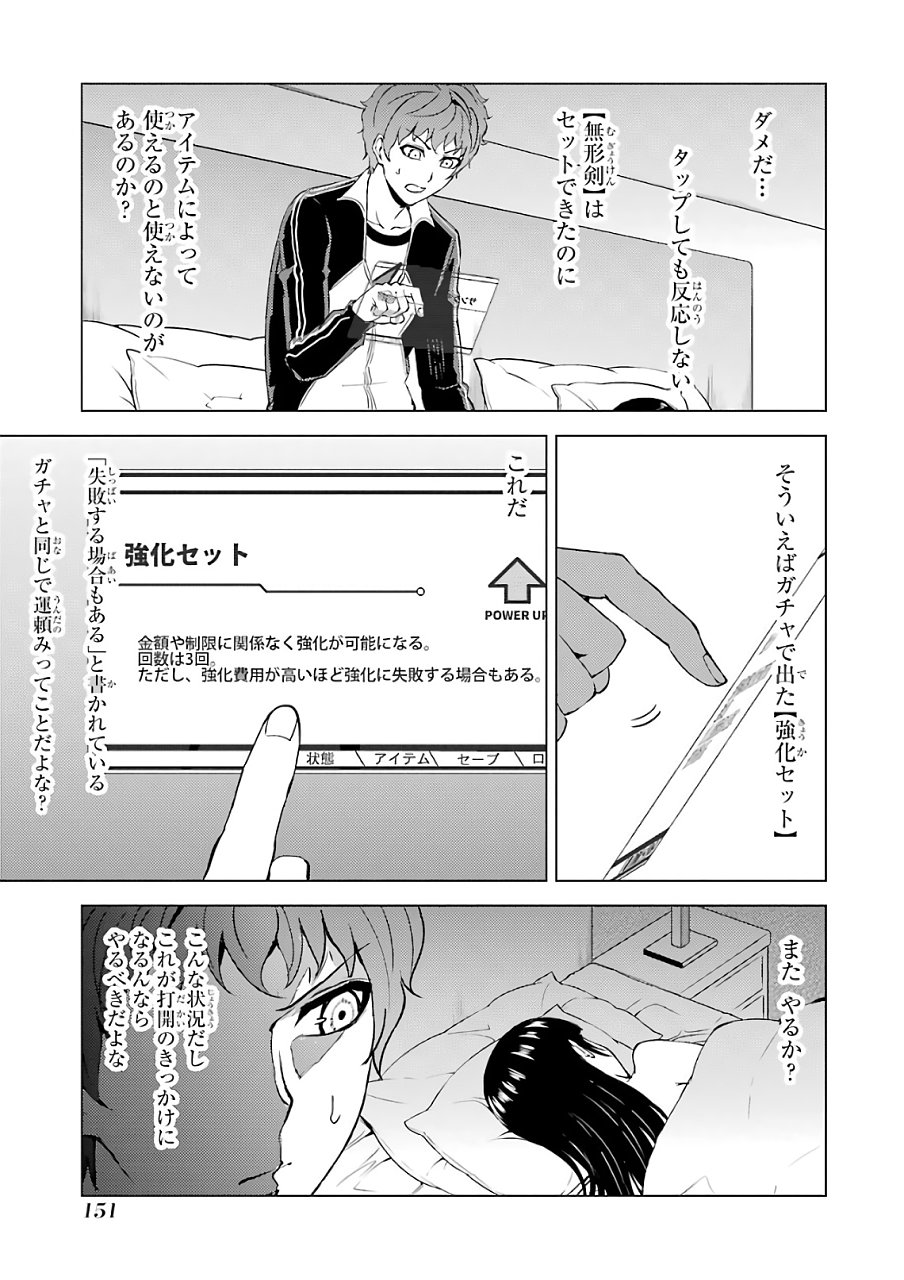 ダメだ…
タップしても反応しない
【無形剣】は
セットできたのに
アイテムによって
使えるのと使えないのが
あるのか？
そういえばガチャで出た【強化セット】
これだ
強化セット
POWER UP
金額や制限に関係なく強化が可能になる。
回数は3回。
ただし、強化費用が高いほど強化に失敗する場合もある。
状態
アイテム
セーブ
ロ
「失敗する場合もある」と書かれている
ガチャと同じで運頼みってことだよな？
また やるか？
こんな状況だし
これが打開のきっかけに
なるんなら
やるべきだよな
151